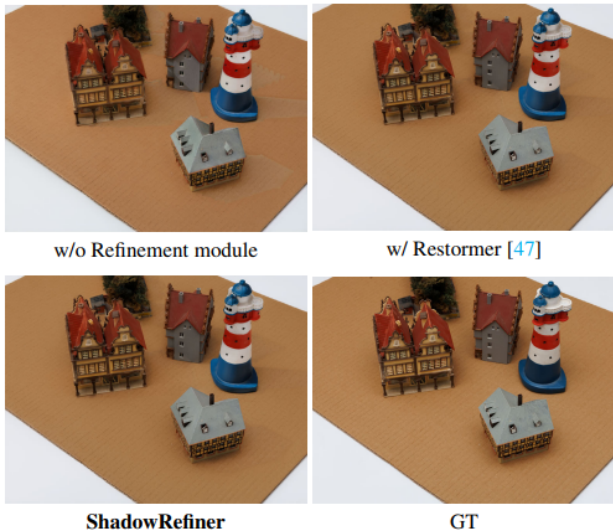 w/o Refinement module
w/ Restormer [47]
ShadowRefiner
GT